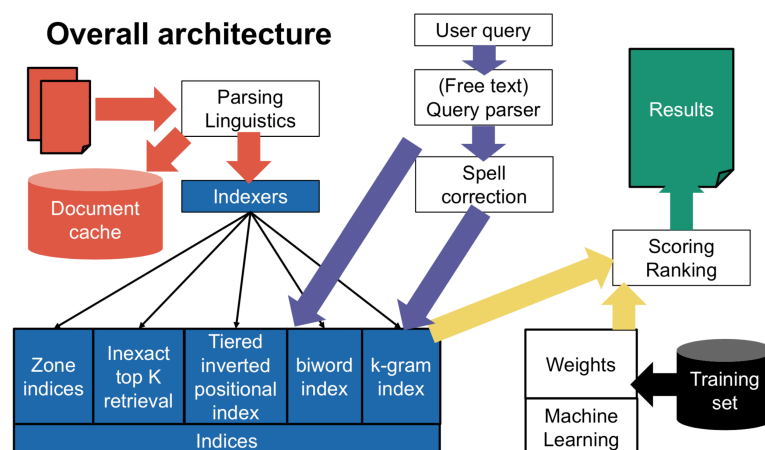 Overall architecture
User query
(Free text)
Query parser
Parsing
Linguistics
Results
Spell
correction
Indexers
Document
cache
Scoring
Ranking
Zone
indices
Inexact
top K
retrieval
Tiered
inverted
positional
index
biword
index
k-gram
index
Indices
Weights
Machine
Learning
Training
set